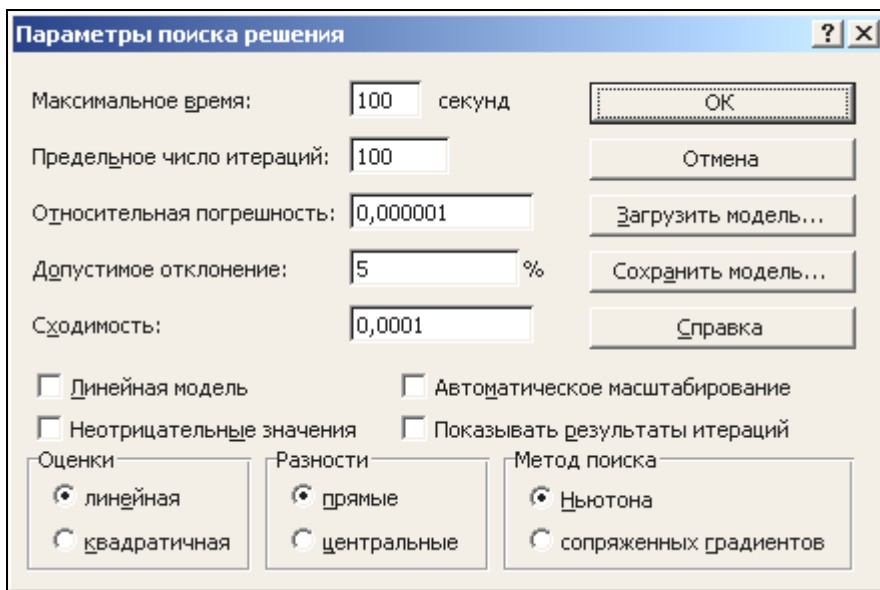 Параметры поиска решения
Максимальное время: 100 секунд ОК
Предельное число итераций: 100 Отмена
Относительная погрешность: 0,000001 Загрузить модель...
Допустимое отклонение: 5 % Сохранить модель...
Сходимость: 0,0001 Справка
Линейная модель Автоматическое масштабирование
Неотрицательные значения Показывать результаты итераций
Оценки Разности Метод поиска
линейная прямые Ньютона
квадратичная центральные сопряженных градиентов